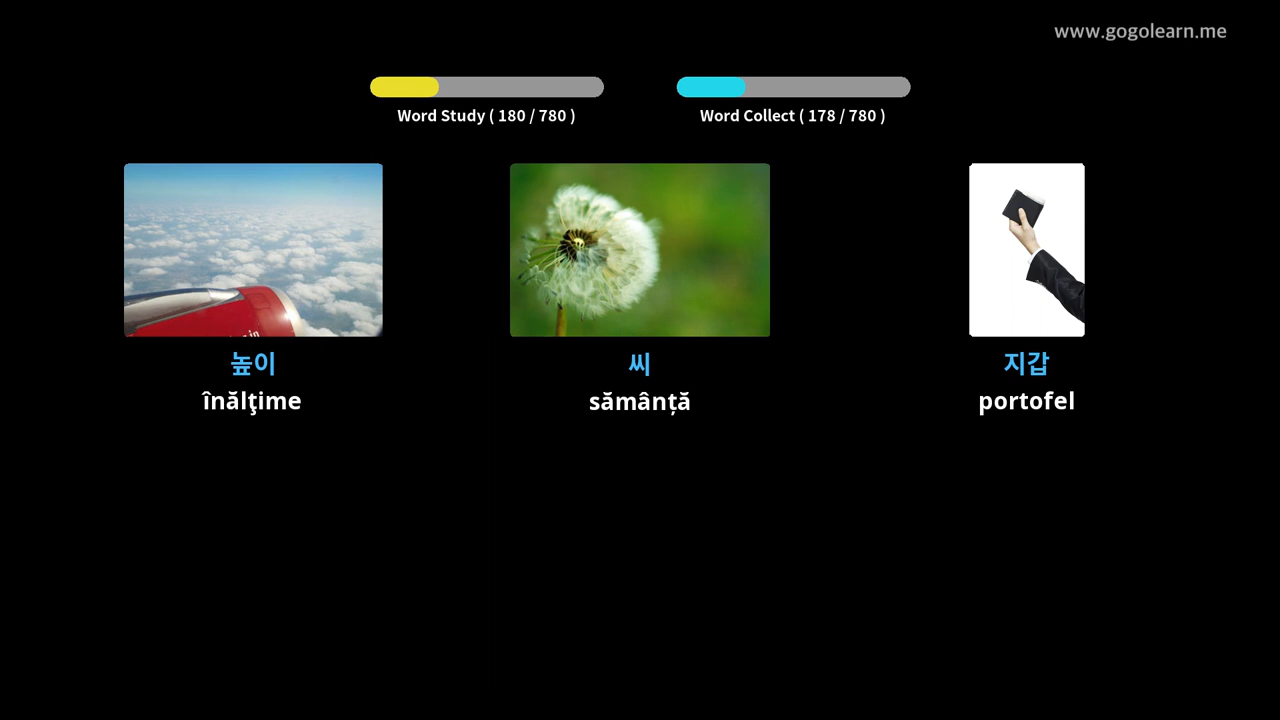 www.gogolearn.me
Word Study ( 180 / 780 )
Word Collect ( 178 / 780 )
높이
înălţime
씨
sămânță
지갑
portofel